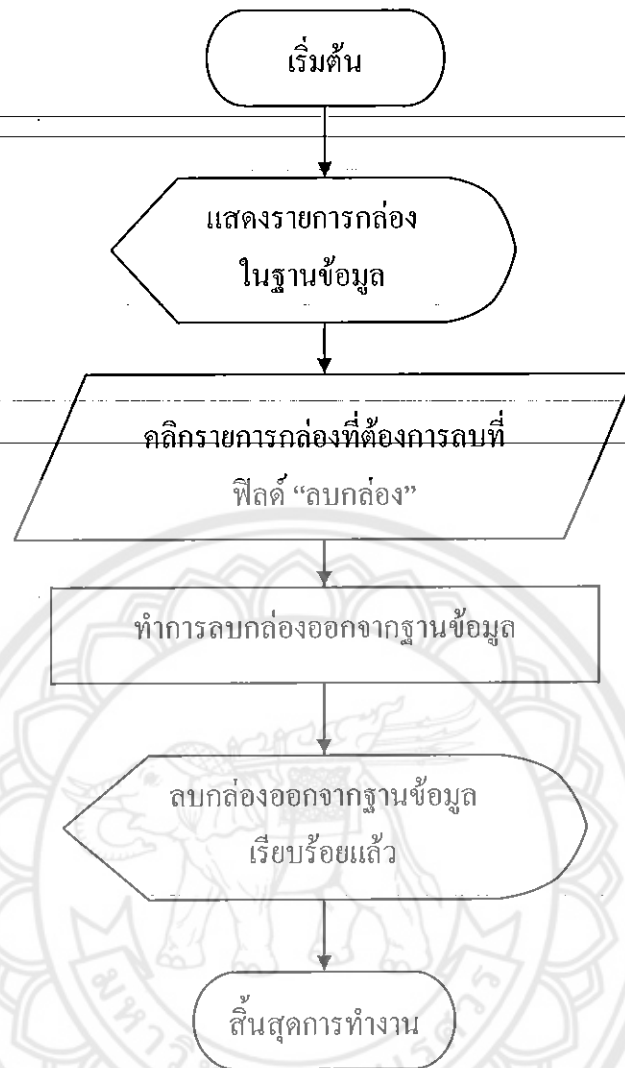 เริ่มต้น
แสดงรายการกล่อง
ในฐานข้อมูล
คลิกรายการกล่องที่ต้องการลบที่
ฟิลด์ “ลบกล่อง”
ทำการลบกล่องออกจากฐานข้อมูล
ลบกล่องออกจากฐานข้อมูล
เรียบร้อยแล้ว
สิ้นสุดการทำงาน